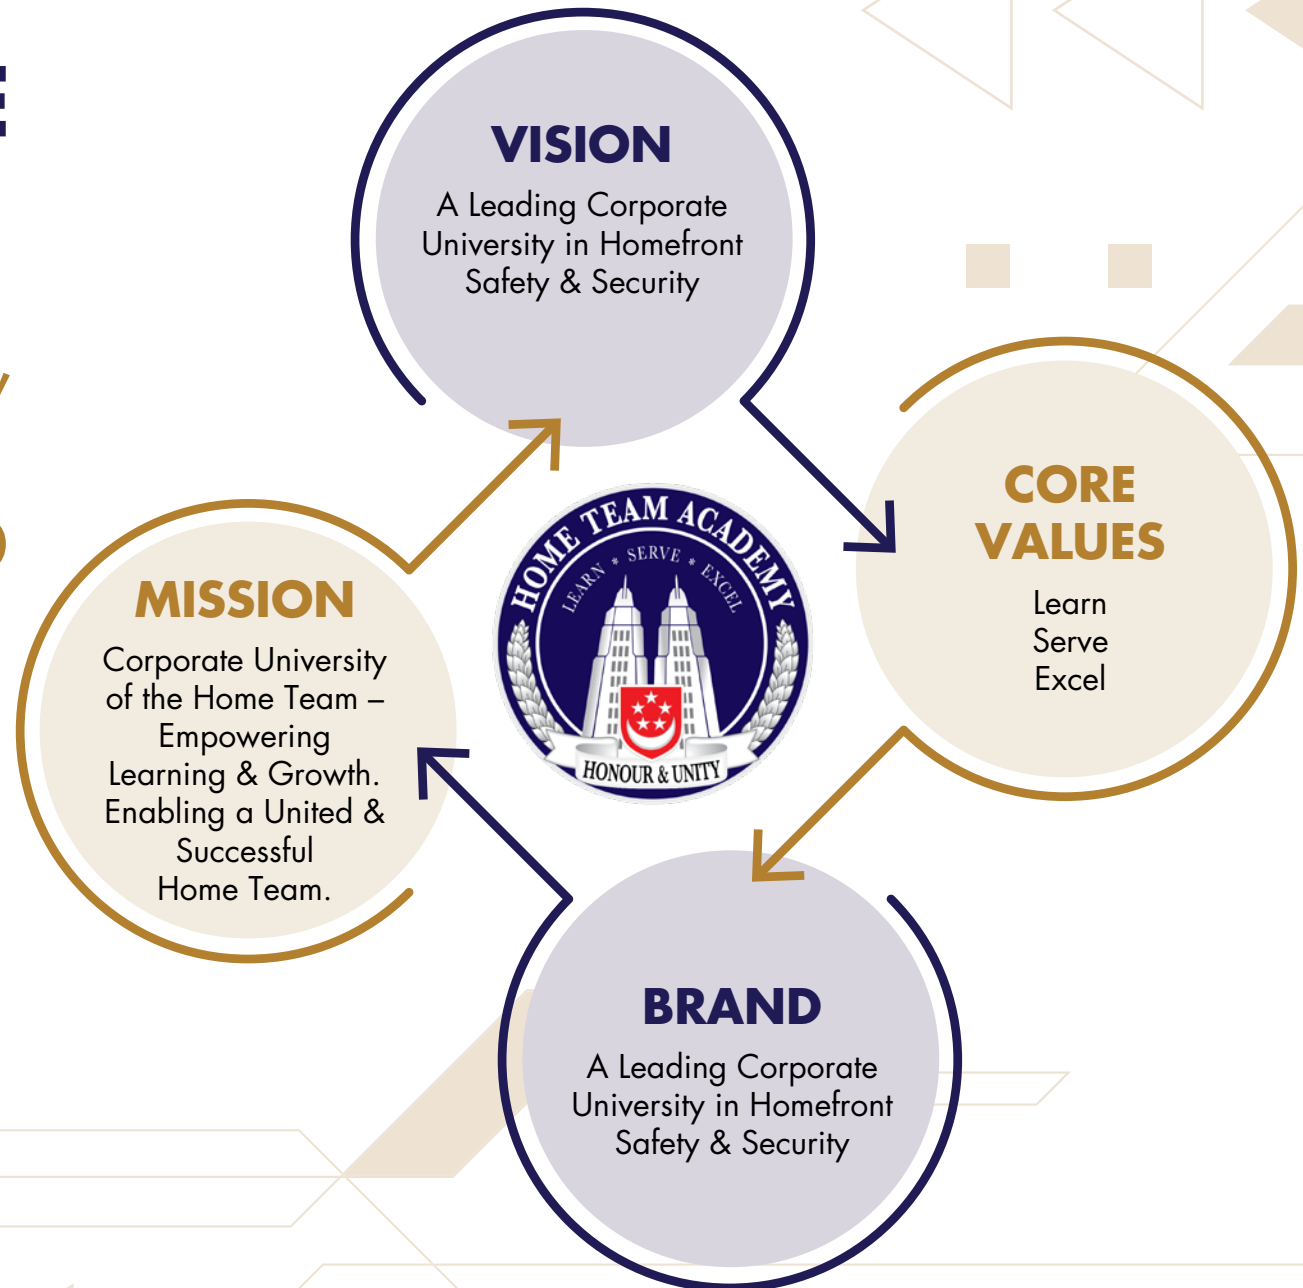 E
VISION
A Leading Corporate
University in Homefront
Safety & Security
CORE
VALUES
Learn
Serve
Excel
HOME TEAM ACADEMY
LEARN * SERVE * EXCEL
HONOUR & UNITY
MISSION
Corporate University
of the Home Team –
Empowering
Learning & Growth.
Enabling a United &
Successful
Home Team.
BRAND
A Leading Corporate
University in Homefront
Safety & Security